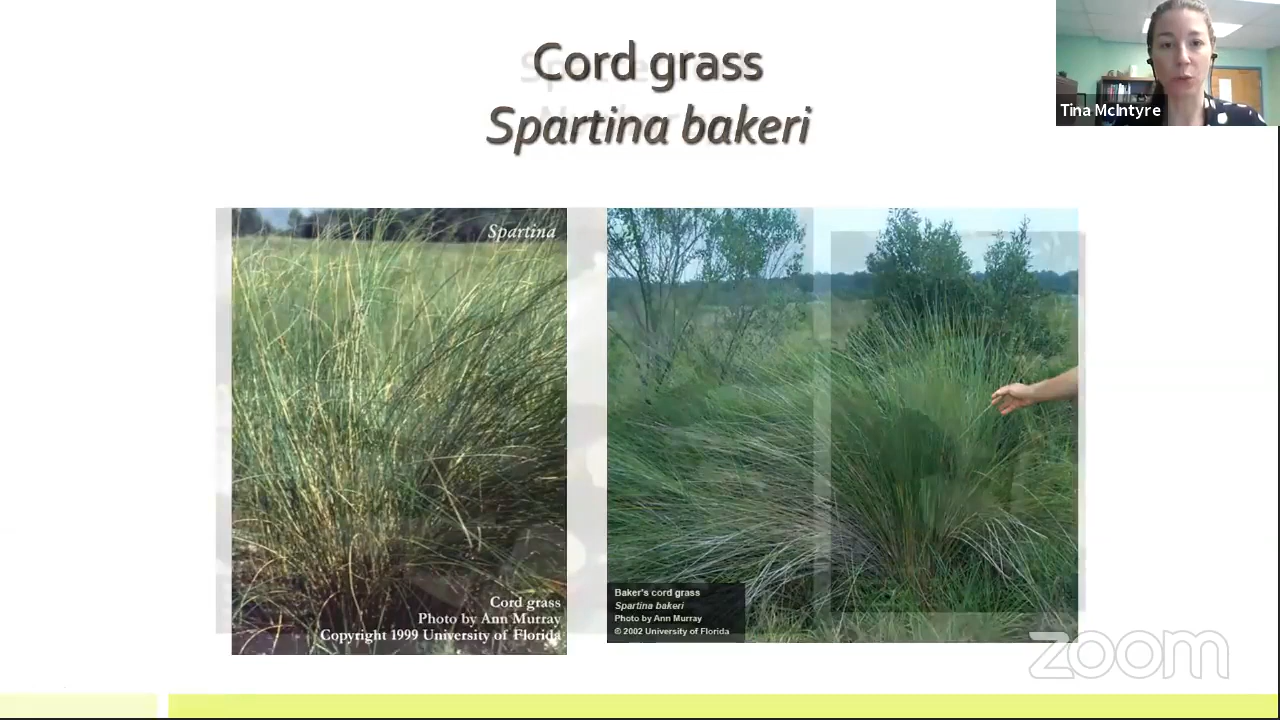 Cord grass
Spartina bakeri
Tina McIntyre
Spartina
Cord grass
Photo by Ann Murray
Copyright 1999 University of Florida
Baker's cord grass
Spartina bakeri
Photo by Ann Murray
© 2002 University of Florida
zoom